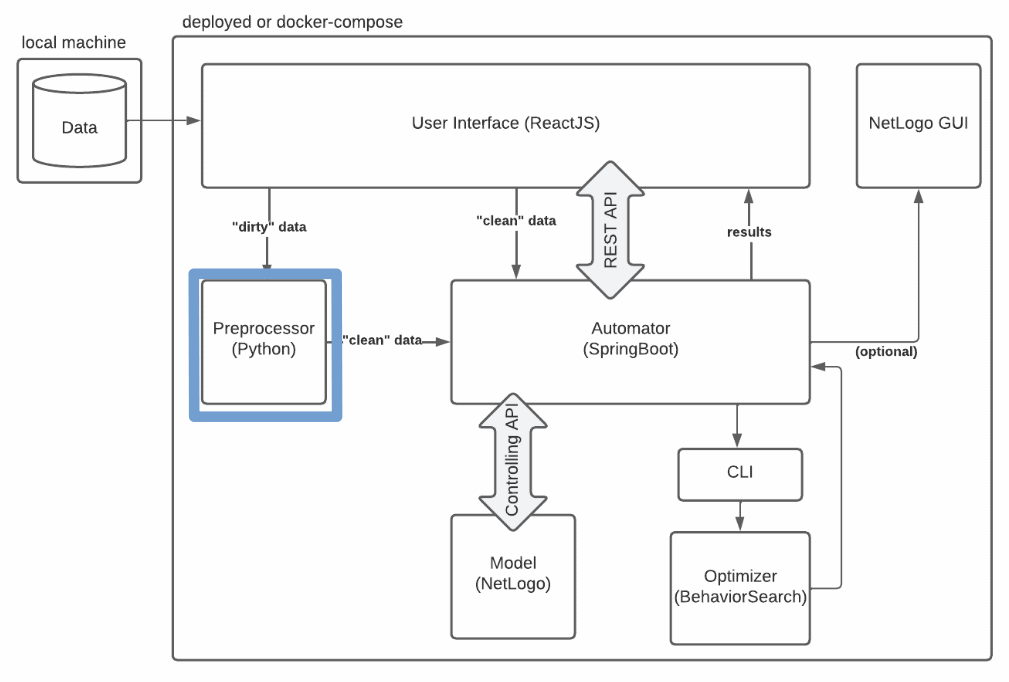 deployed or docker-compose
local machine
Data
User Interface (ReactJS)
NetLogo GUI
"dirty" data
"clean" data
REST API
results
Preprocessor
(Python)
"clean" data
Automator
(SpringBoot)
(optional)
Controlling API
CLI
Model
(NetLogo)
Optimizer
(BehaviorSearch)